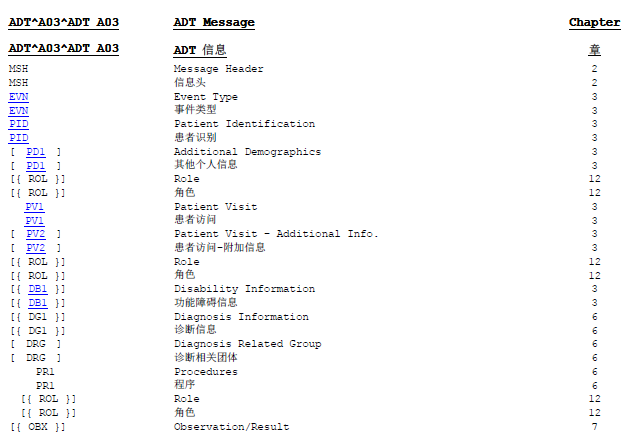 ADT^A03^ADT A03 ADT Message Chapter
ADT^A03^ADT A03 ADT 信息 章
MSH Message Header 2
MSH 信息头 2
EVN Event Type 3
EVN 事件类型 3
PID Patient Identification 3
PID 患者识别 3
[ PD1 ] Additional Demographics 3
[ PD1 ] 其他个人信息 3
[{ ROL }] Role 12
[{ ROL }] 角色 12
PV1 Patient Visit 3
PV1 患者访问 3
[ PV2 ] Patient Visit - Additional Info. 3
[ PV2 ] 患者访问-附加信息 3
[{ ROL }] Role 12
[{ ROL }] 角色 12
[{ DB1 }] Disability Information 3
[{ DB1 }] 功能障碍信息 3
[{ DG1 }] Diagnosis Information 6
[{ DG1 }] 诊断信息 6
[ DRG ] Diagnosis Related Group 6
[ DRG ] 诊断相关团体 6
PR1 Procedures 6
PR1 程序 6
[{ ROL }] Role 12
[{ ROL }] 角色 12
[{ OBX }] Observation/Result 7